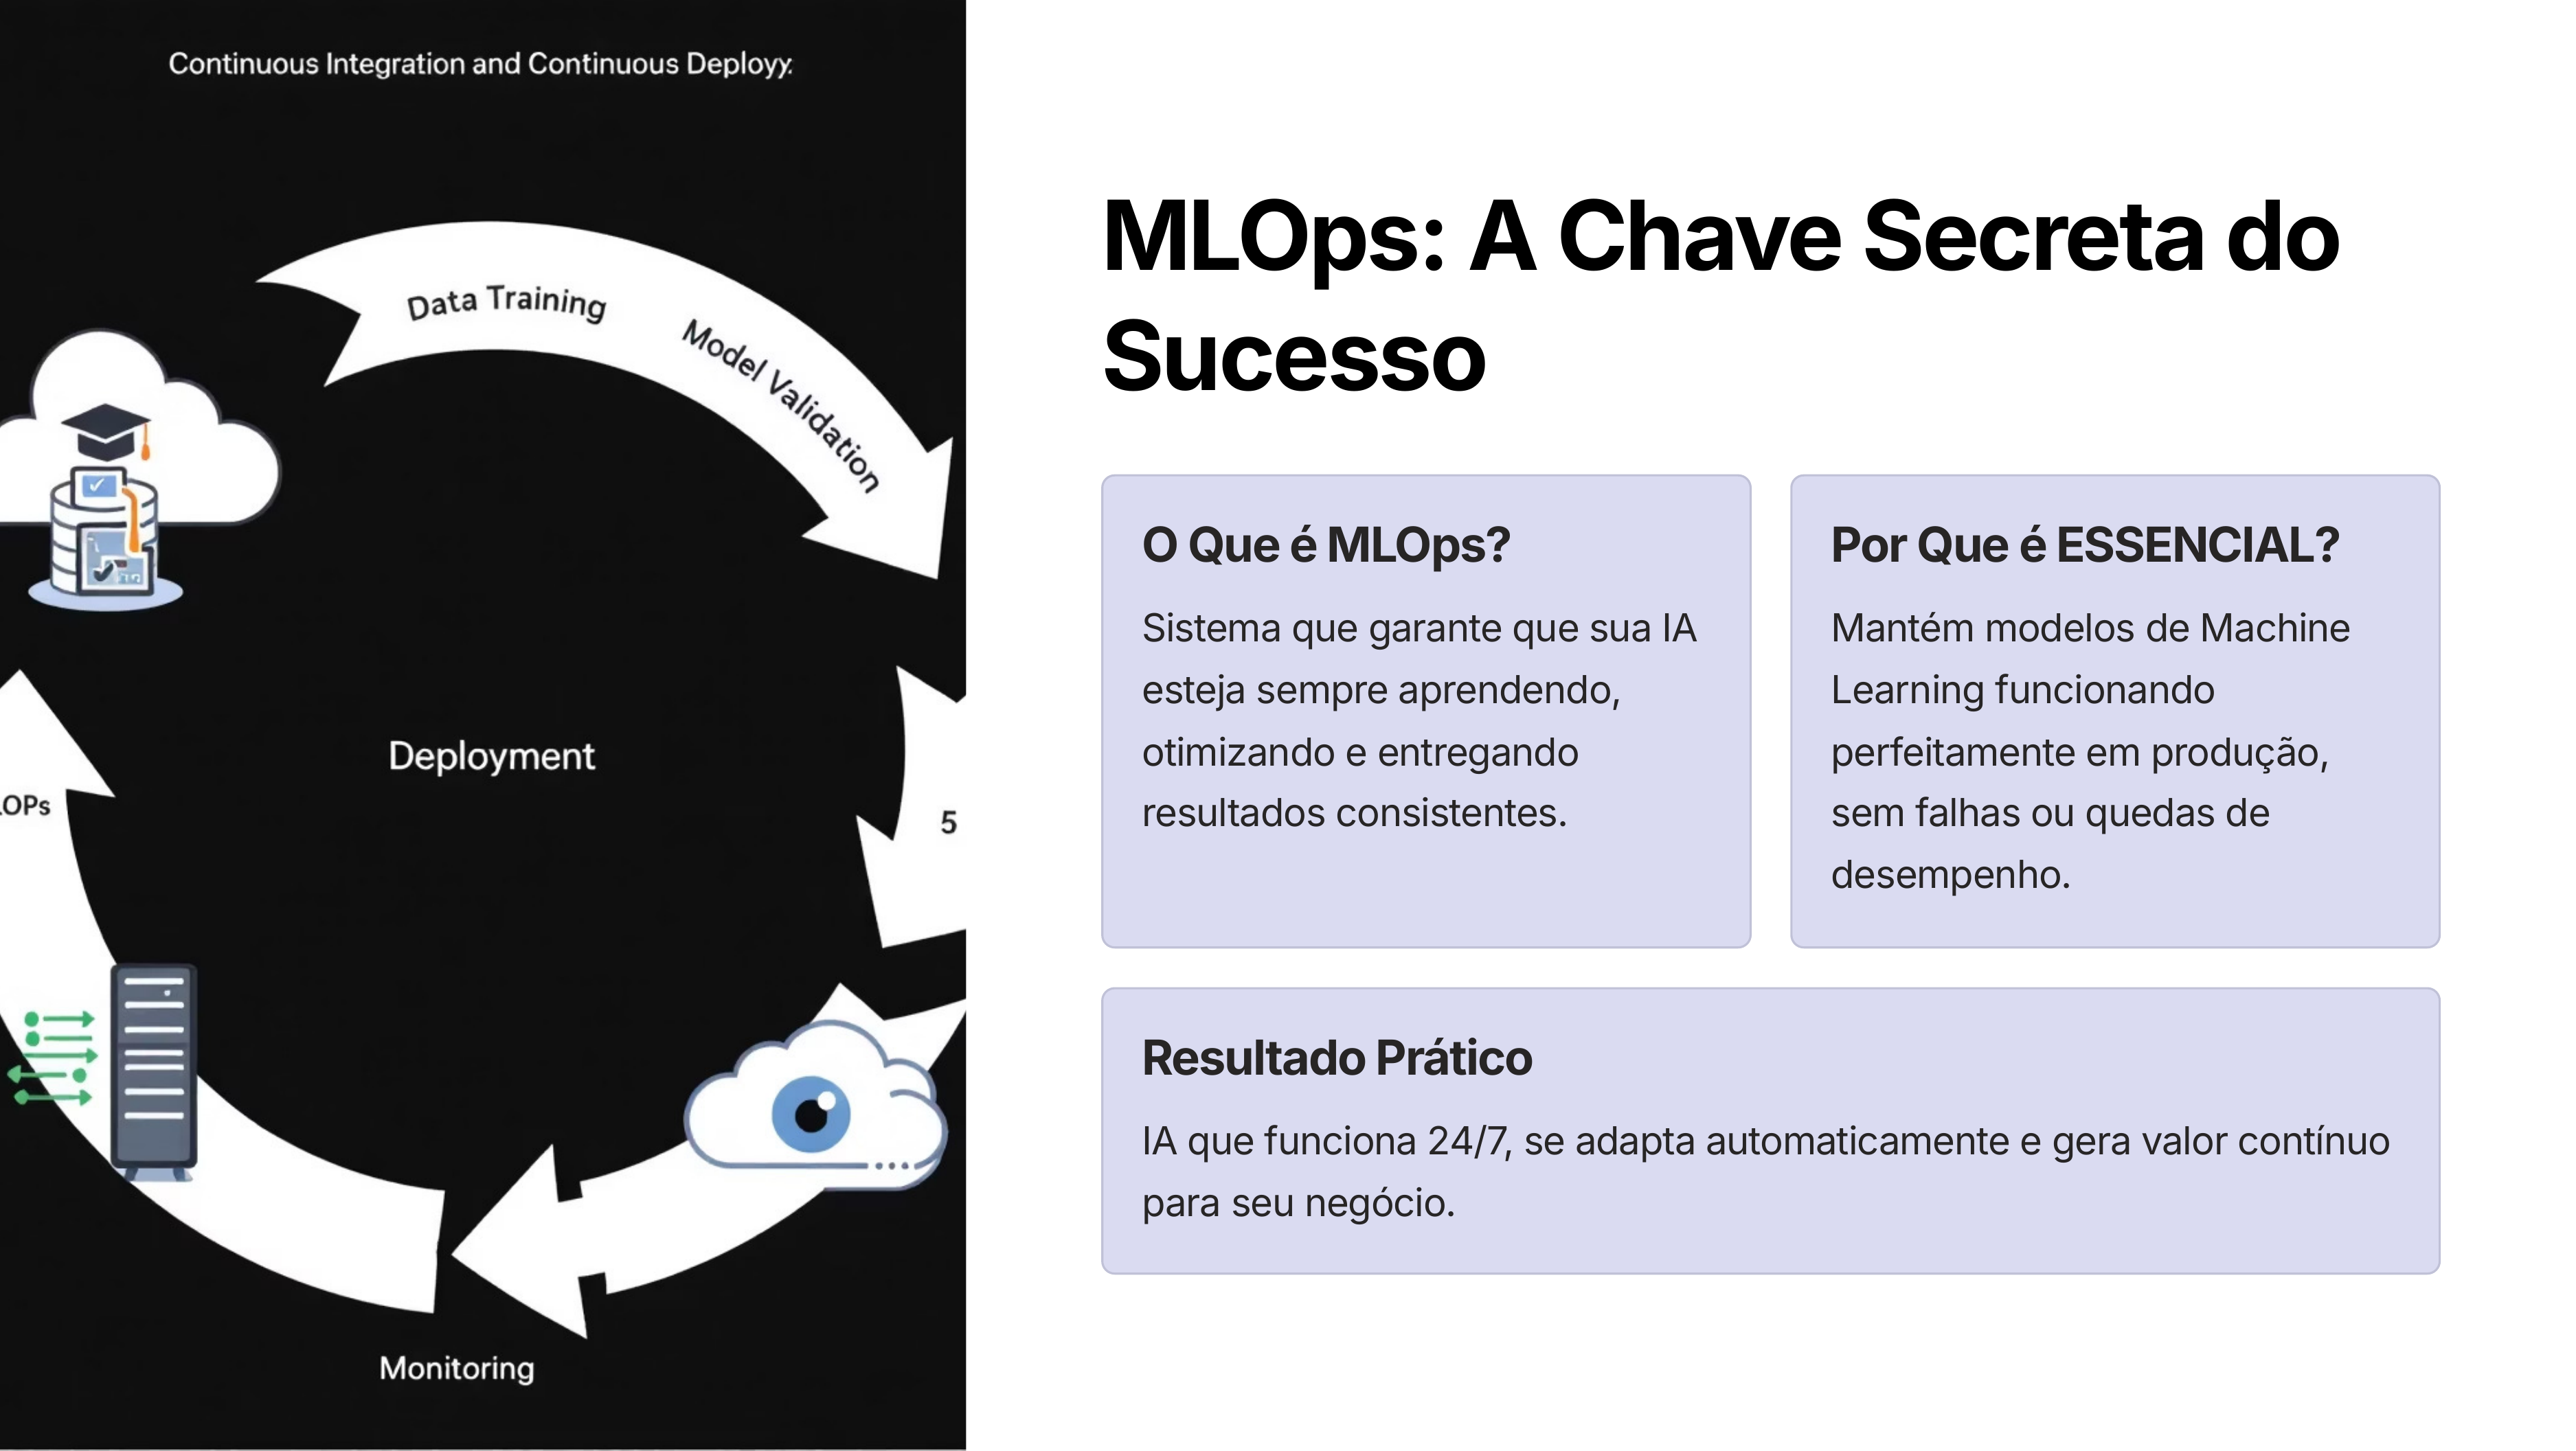 Continuous Integration and Continuous Deployy
Data Training
Model Validation
Deployment
OPs
5
Monitoring
MLOps: A Chave Secreta do
Sucesso
O Que é MLOps?
Sistema que garante que sua IA
esteja sempre aprendendo,
otimizando e entregando
resultados consistentes.
Por Que é ESSENCIAL?
Mantém modelos de Machine
Learning funcionando
perfeitamente em produção,
sem falhas ou quedas de
desempenho.
Resultado Prático
IA que funciona 24/7, se adapta automaticamente e gera valor contínuo
para seu negócio.